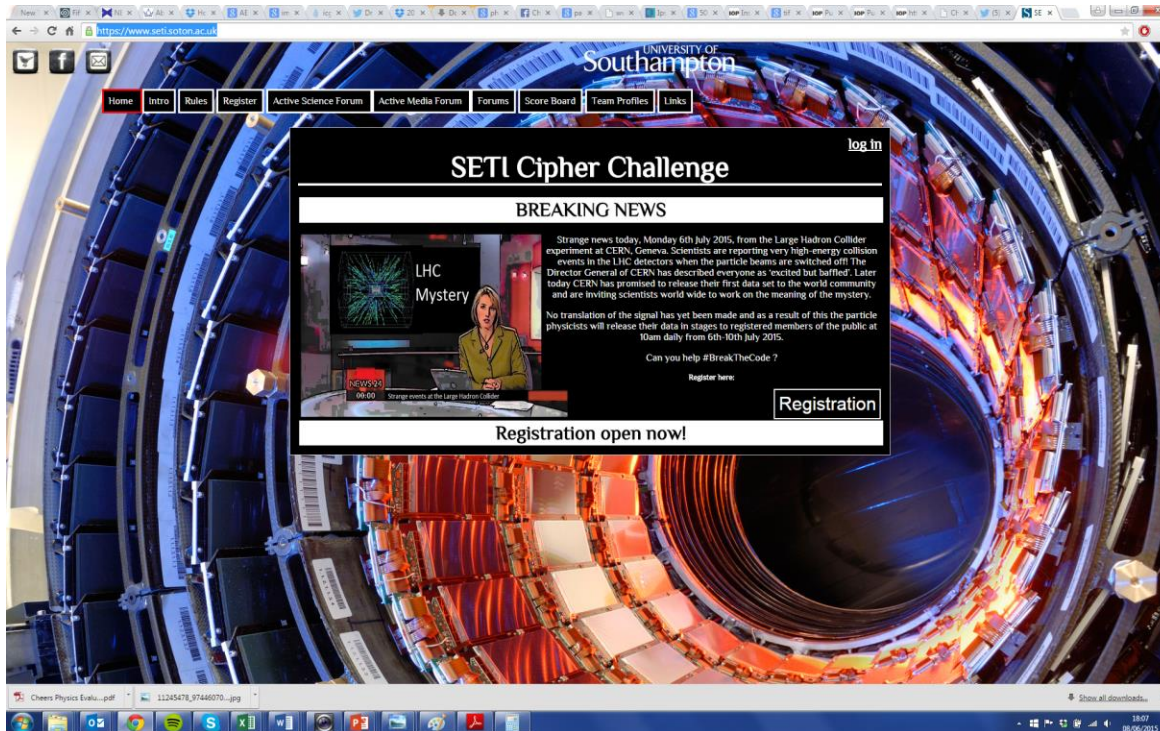 New
https://www.seti.soton.ac.uk
UNIVERSITY OF
Southampton
Home Intro Rules Register Active Science Forum Active Media Forum Forums Score Board Team Profiles Links
log in
SETI Cipher Challenge
BREAKING NEWS
LHC
Mystery
NEWS 24
00:00 Strange events at the Large Hadron Collider
Strange news today, Monday 6th July 2015, from the Large Hadron Collider
experiment at CERN, Geneva. Scientists are reporting very high-energy collision
events in the LHC detectors when the particle beams are switched off! The
Director General of CERN has described everyone as 'excited but baffled'. Later
today CERN has promised to release their first data set to the world community
and are inviting scientists world wide to work on the meaning of the mystery.
No translation of the signal has yet been made and as a result of this the particle
physicists will release their data in stages to registered members of the public at
10am daily from 6th-10th July 2015.
Can you help #BreakTheCode ?
Register here:
Registration
Registration open now!
Cheers Physics Evalu....pdf 11245478_97446070...jpg Show all downloads...
18:07
08/06/2015